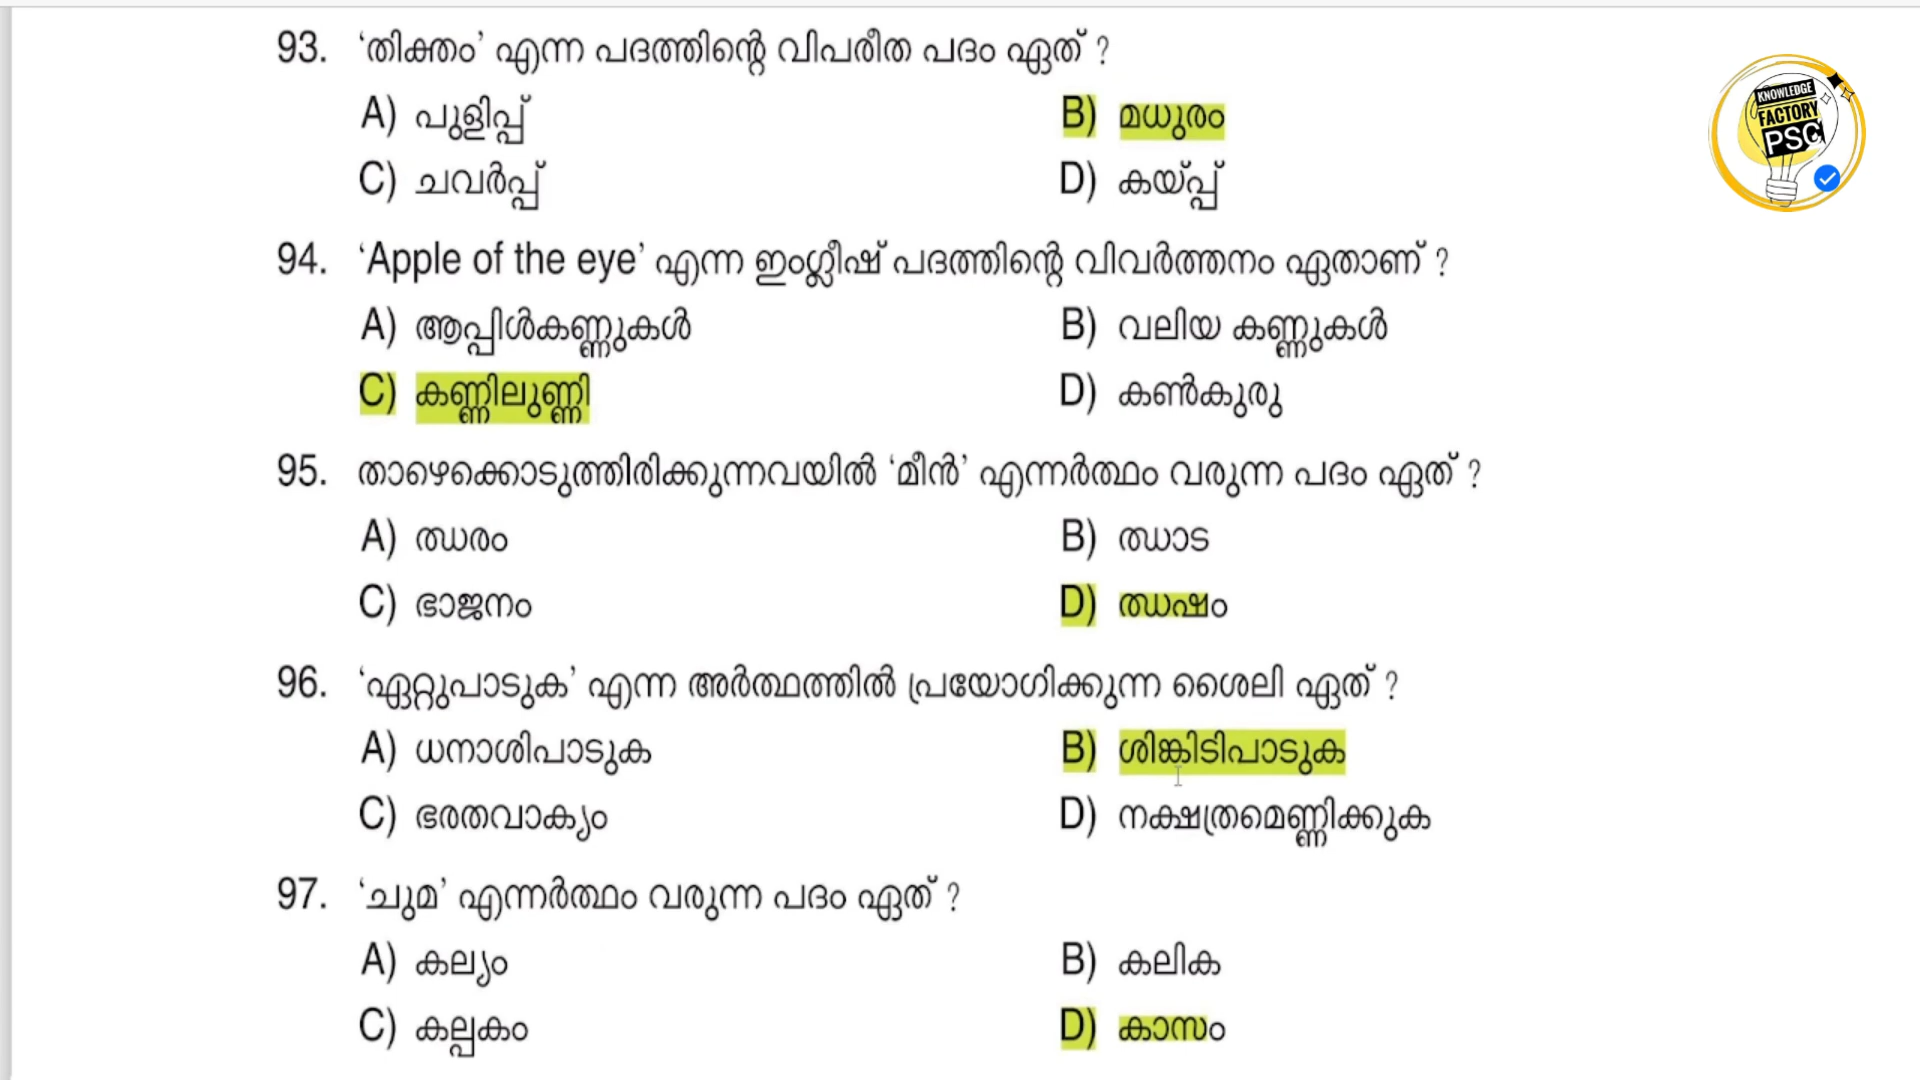 93. ‘തിക്തം’ എന്ന പദത്തിന്റെ വിപരീത പദം ഏത് ?
A) പുളിപ്പ്
B) മധുരം
C) ചവർപ്പ്
D) കയ്പ്പ്
94. ‘Apple of the eye’ എന്ന ഇംഗ്ലീഷ് പദത്തിന്റെ വിവർത്തനം ഏതാണ് ?
A) ആപ്പിൾകണ്ണുകൾ
B) വലിയ കണ്ണുകൾ
C) കണ്ണിലുണ്ണി
D) കൺകുരു
95. താഴെക്കൊടുത്തിരിക്കുന്നവയിൽ ‘മീൻ’ എന്നർത്ഥം വരുന്ന പദം ഏത് ?
A) ഝരം
B) ഝാട
C) ഭാജനം
D) ഝഷം
96. ‘ഏറ്റുപാടുക’ എന്ന അർത്ഥത്തിൽ പ്രയോഗിക്കുന്ന ശൈലി ഏത് ?
A) ധനാശിപാടുക
B) ശിങ്കിടിപാടുക
C) ഭരതവാക്യം
D) നക്ഷത്രമെണ്ണിക്കുക
97. ‘ചുമ’ എന്നർത്ഥം വരുന്ന പദം ഏത് ?
A) കല്യം
B) കലിക
C) കല്പകം
D) കാസം
KNOWLEDGE
FACTORY
PSC